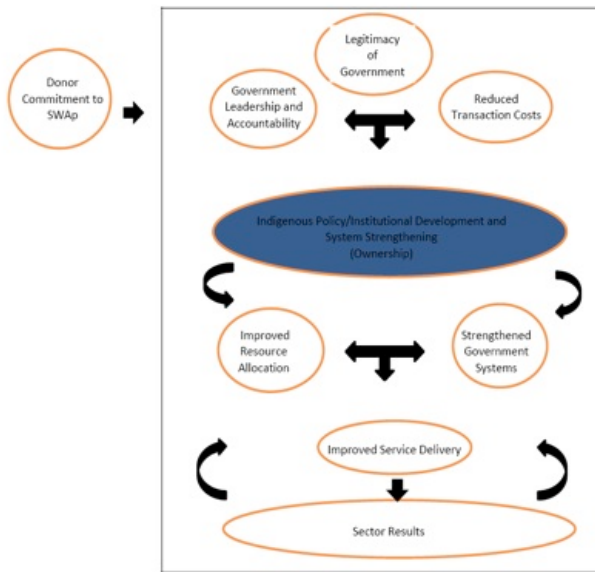 Donor
Commitment to
SWAp
Legitimacy
of
Government
Government
Leadership and
Accountability
Reduced
Transaction Costs
Indigenous Policy/Institutional Development and
System Strengthening
(Ownership)
Improved
Resource
Allocation
Strengthened
Government
Systems
Improved Service Delivery
Sector Results